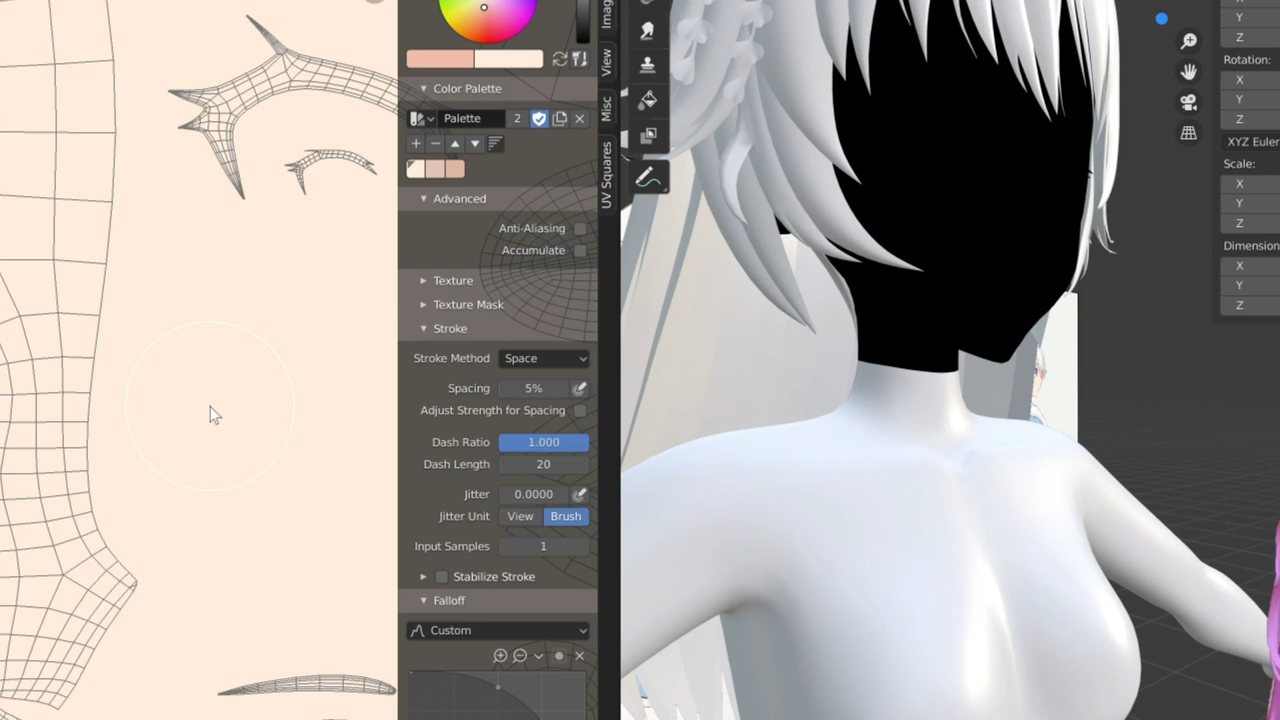 Color Palette
Palette
2
Advanced
Anti-Aliasing
Accumulate
Texture
Texture Mask
Stroke
Stroke Method Space
Spacing 5%
Adjust Strength for Spacing
Dash Ratio 1.000
Dash Length 20
Jitter 0.0000
Jitter Unit View Brush
Input Samples 1
Stabilize Stroke
Falloff
Custom
View
Misc
UV Squares
Y
Z
Rotation:
X
Y
Z
XYZ Euler
Scale:
X
Y
Z
Dimension
X
Y
Z